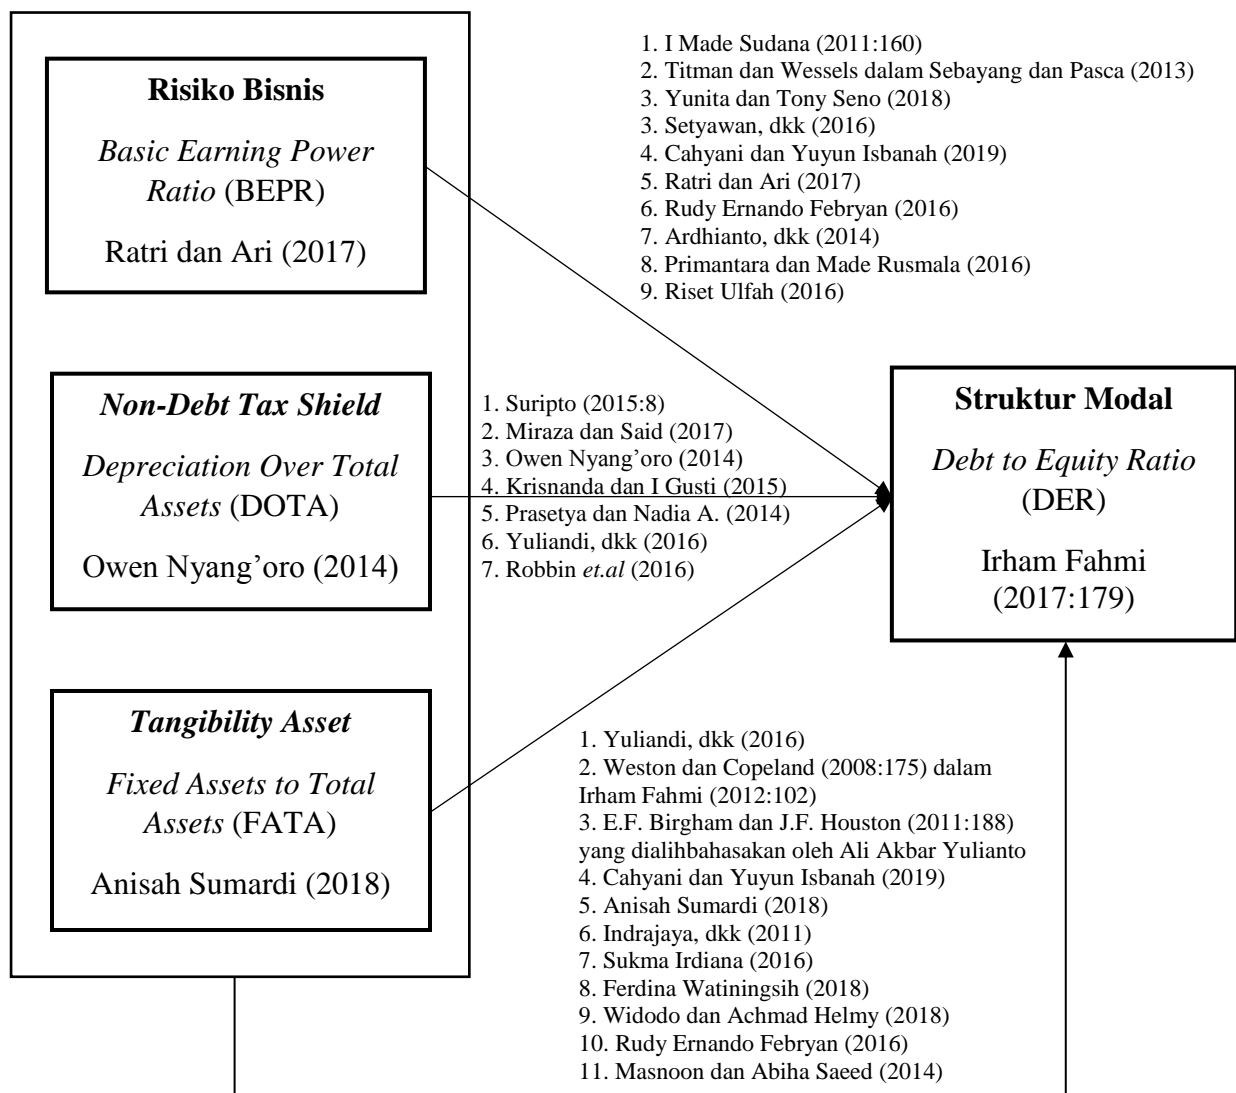 Risiko Bisnis
Basic Earning Power
Ratio (BEPR)
Ratri dan Ari (2017)
1. I Made Sudana (2011:160)
2. Titman dan Wessels dalam Sebayang dan Pasca (2013)
3. Yunita dan Tony Seno (2018)
3. Setyawan, dkk (2016)
4. Cahyani dan Yuyun Isbanah (2019)
5. Ratri dan Ari (2017)
6. Rudy Ernando Febryan (2016)
7. Ardhianto, dkk (2014)
8. Primantara dan Made Rusmala (2016)
9. Riset Ulfah (2016)
Non-Debt Tax Shield
Depreciation Over Total
Assets (DOTA)
Owen Nyang’oro (2014)
1. Suripto (2015:8)
2. Miraza dan Said (2017)
3. Owen Nyang’oro (2014)
4. Krisnanda dan I Gusti (2015)
5. Prasetya dan Nadia A. (2014)
6. Yuliandi, dkk (2016)
7. Robbin et.al (2016)
Struktur Modal
Debt to Equity Ratio
(DER)
Irham Fahmi
(2017:179)
Tangibility Asset
Fixed Assets to Total
Assets (FATA)
Anisah Sumardi (2018)
1. Yuliandi, dkk (2016)
2. Weston dan Copeland (2008:175) dalam
Irham Fahmi (2012:102)
3. E.F. Birgham dan J.F. Houston (2011:188)
yang dialihbahasakan oleh Ali Akbar Yulianto
4. Cahyani dan Yuyun Isbanah (2019)
5. Anisah Sumardi (2018)
6. Indrajaya, dkk (2011)
7. Sukma Irdiana (2016)
8. Ferdina Watiningsih (2018)
9. Widodo dan Achmad Helmy (2018)
10. Rudy Ernando Febryan (2016)
11. Masnoon dan Abiha Saeed (2014)